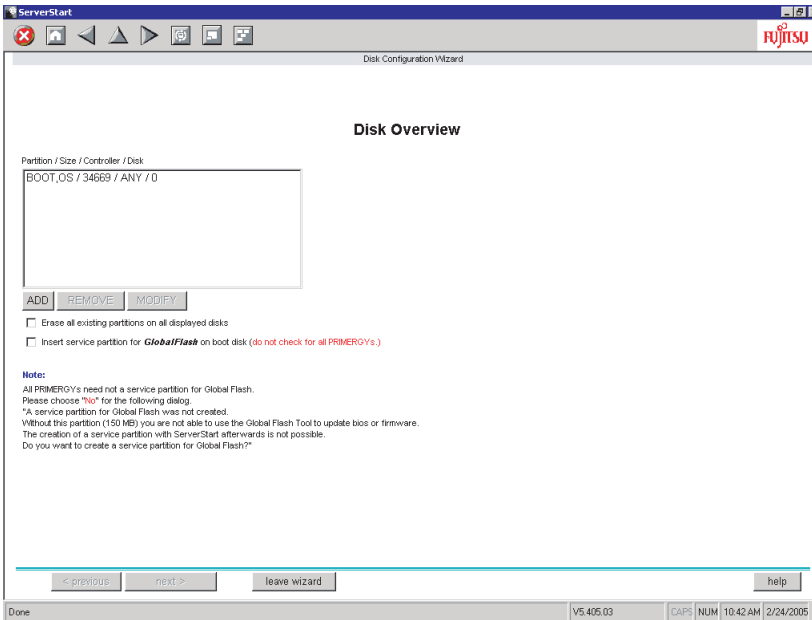 ServerStart
FUJITSU
Disk Configuration Wizard
Disk Overview
Partition / Size / Controller / Disk
BOOT,OS / 34669 / ANY / 0
ADD
REMOVE
MODIFY
Erase all existing partitions on all displayed disks
Insert service partition for GlobalFlash on boot disk (do not check for all PRIMERGYs.)
Note:
All PRIMERGYs need not a service partition for Global Flash.
Please choose "No" for the following dialog.
"A service partition for Global Flash was not created.
Without this partition (150 MB) you are not able to use the Global Flash Tool to update bios or firmware.
The creation of a service partition with ServerStart afterwards is not possible.
Do you want to create a service partition for Global Flash?"
< previous
next >
leave wizard
help
Done
V5.405.03
CAPS
NUM
10:42 AM
2/24/2005